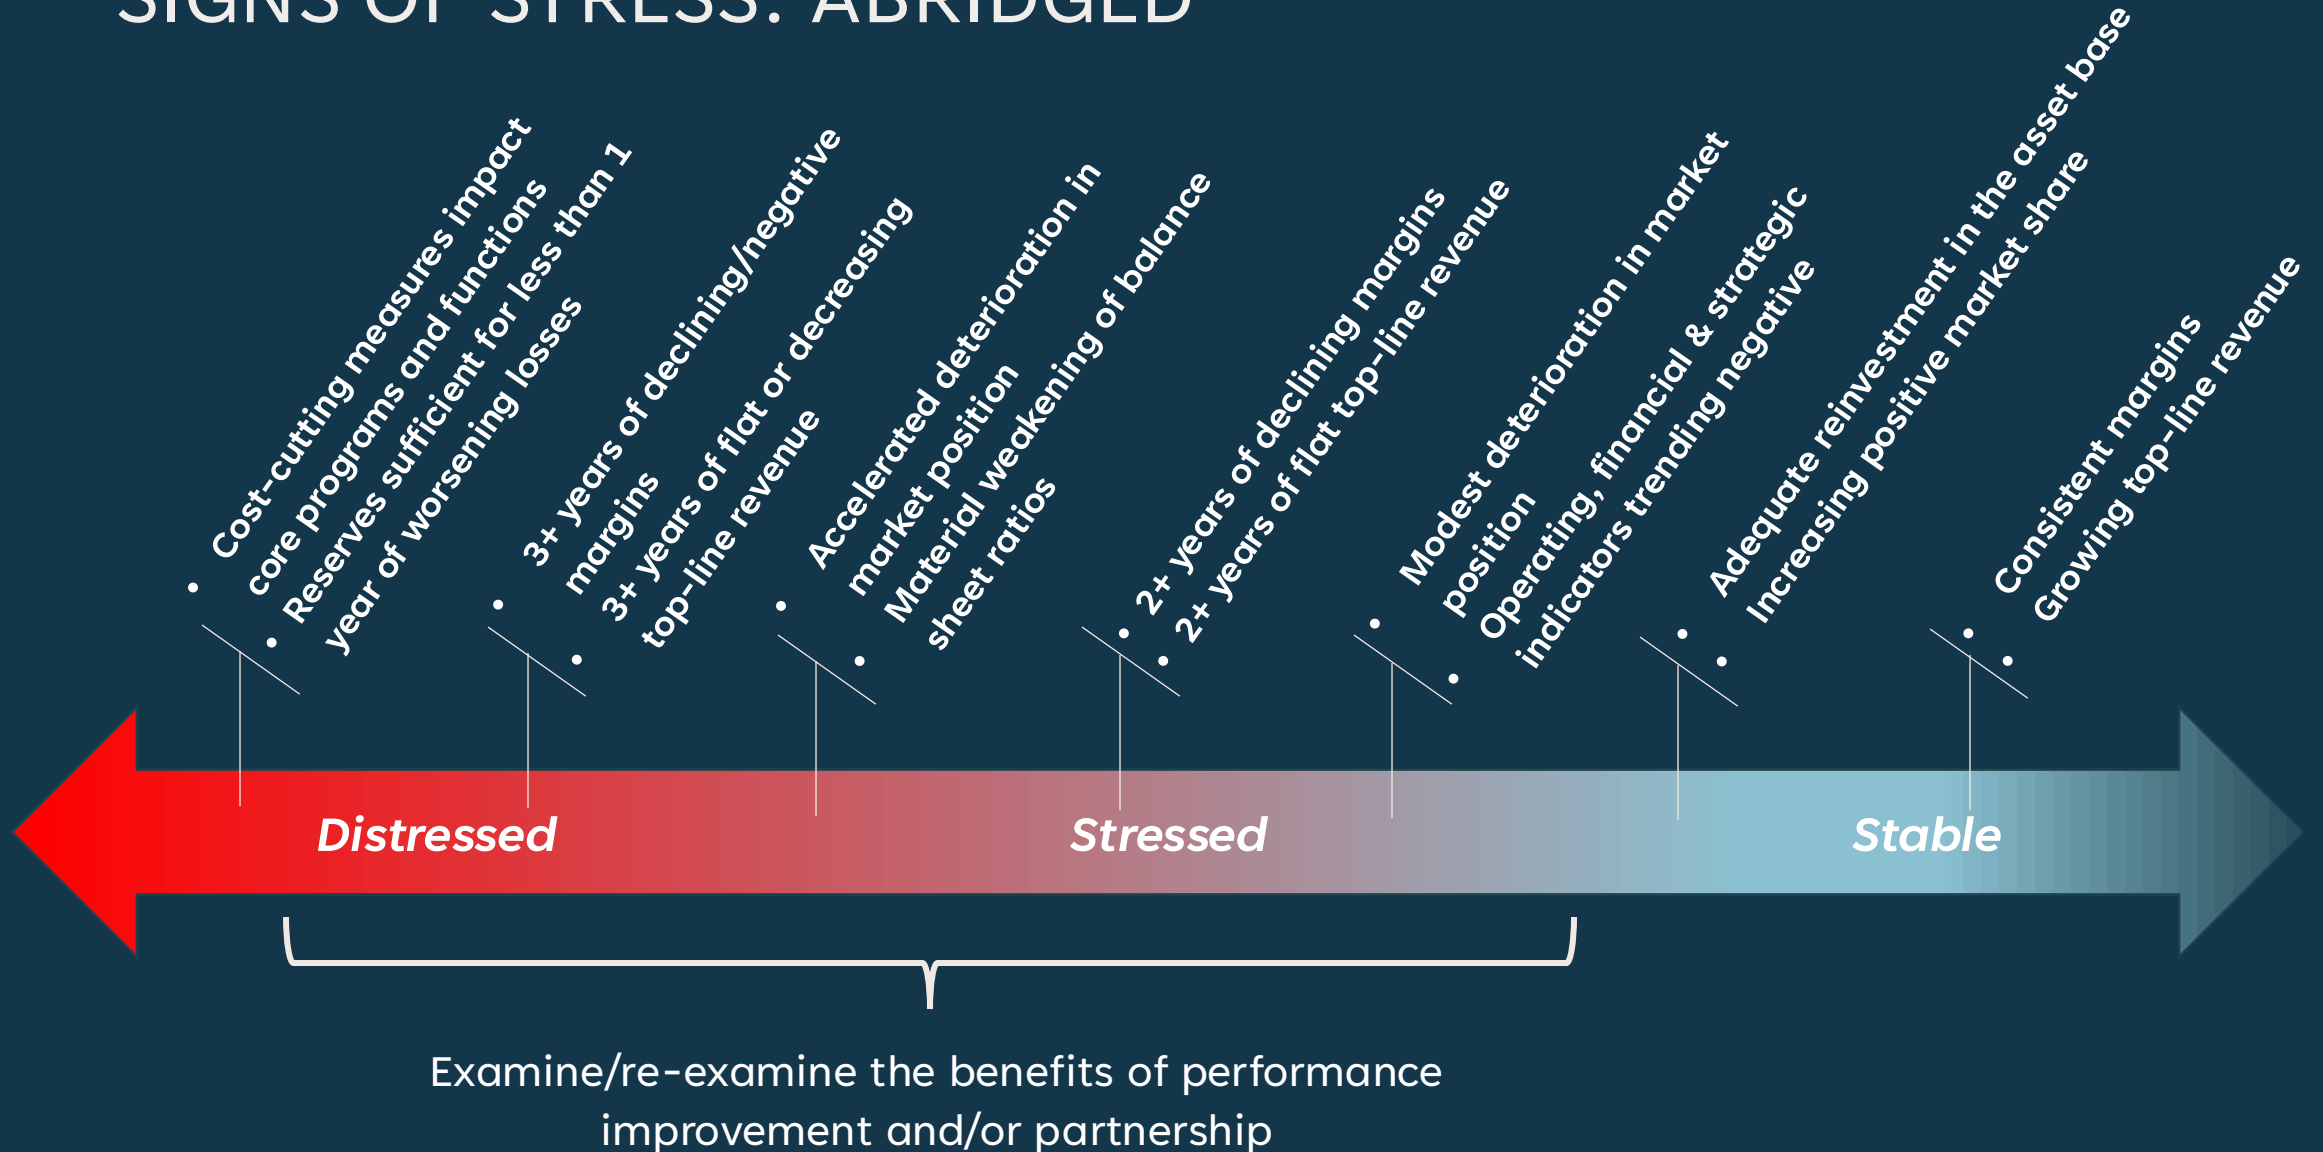 SIGNS OF STRESS: ABRIDGED
• Cost-cutting measures impact
core programs and functions
• Reserves sufficient for less than 1
year of worsening losses
• 3+ years of declining/negative
margins
• 3+ years of flat or decreasing
top-line revenue
• Accelerated deterioration in
market position
• Material weakening of balance
sheet ratios
• 2+ years of declining margins
• 2+ years of flat top-line revenue
• Modest deterioration in market
position
• Operating, financial & strategic
indicators trending negative
• Adequate reinvestment in the asset base
• Increasing positive market share
• Consistent margins
• Growing top-line revenue
Distressed
Stressed
Stable
Examine/re-examine the benefits of performance
improvement and/or partnership